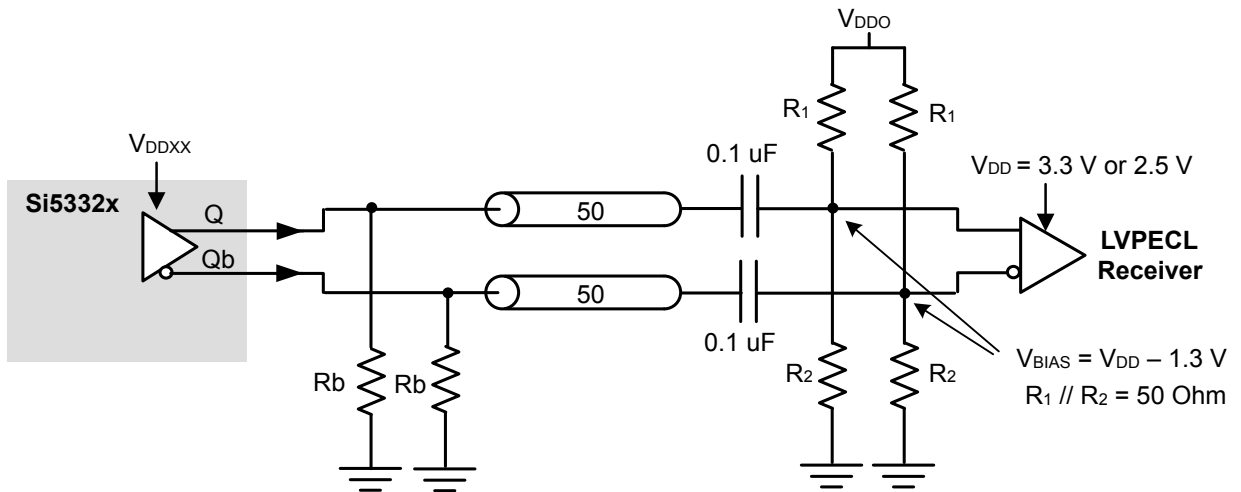 VDDO
R1
R1
VDDXX
0.1 uF
VDD = 3.3 V or 2.5 V
Si5332x
Q
50
LVPECL
Receiver
Qb
50
0.1 uF
Rb
Rb
R2
R2
VBIAS = VDD – 1.3 V
R1 // R2 = 50 Ohm